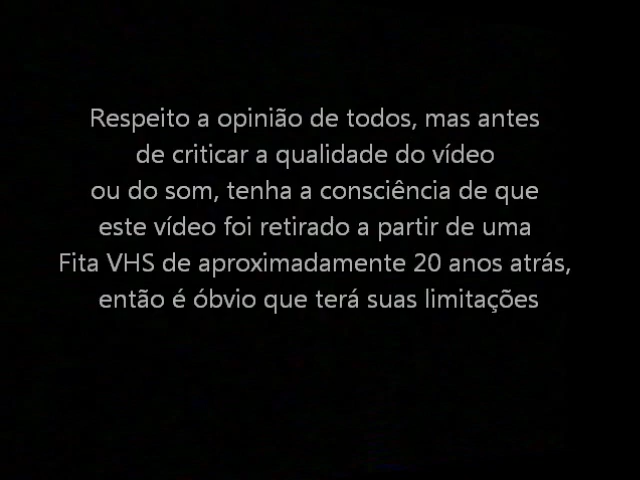 Respeito a opinião de todos, mas antes
de criticar a qualidade do vídeo
ou do som, tenha a consciência de que
este vídeo foi retirado a partir de uma
Fita VHS de aproximadamente 20 anos atrás,
então é óbvio que terá suas limitações